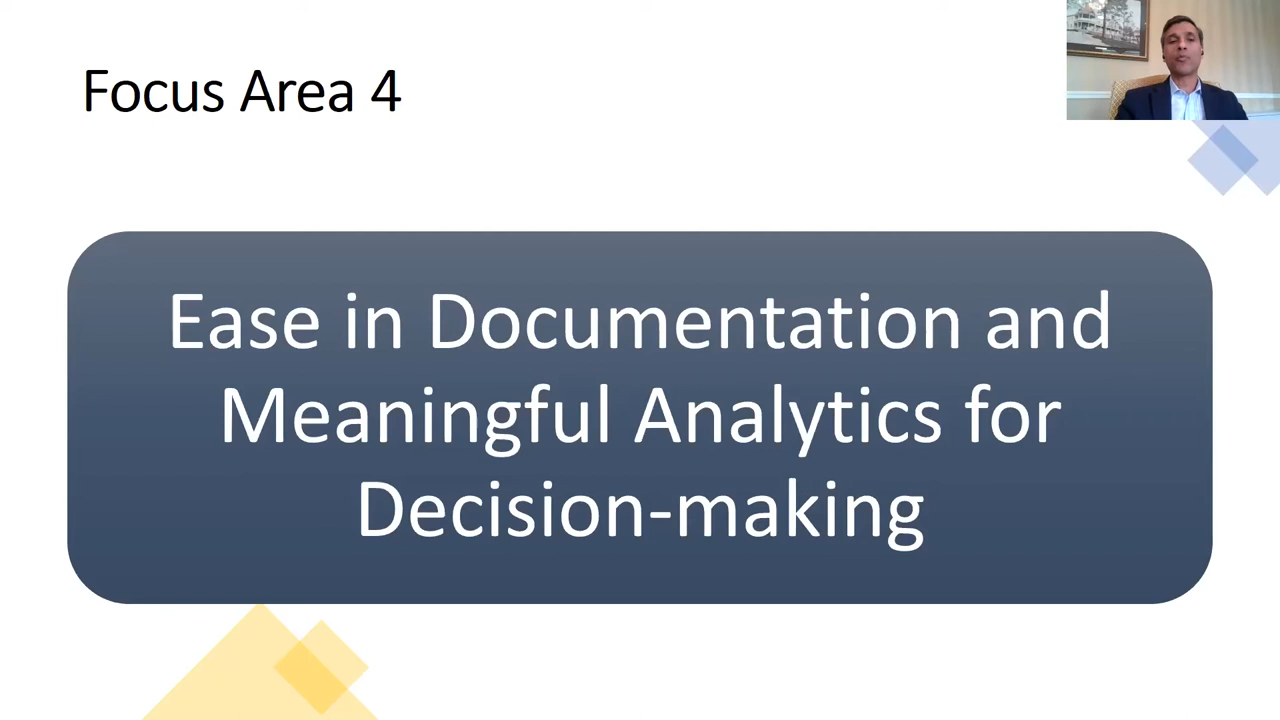 Focus Area 4
Ease in Documentation and
Meaningful Analytics for
Decision-making